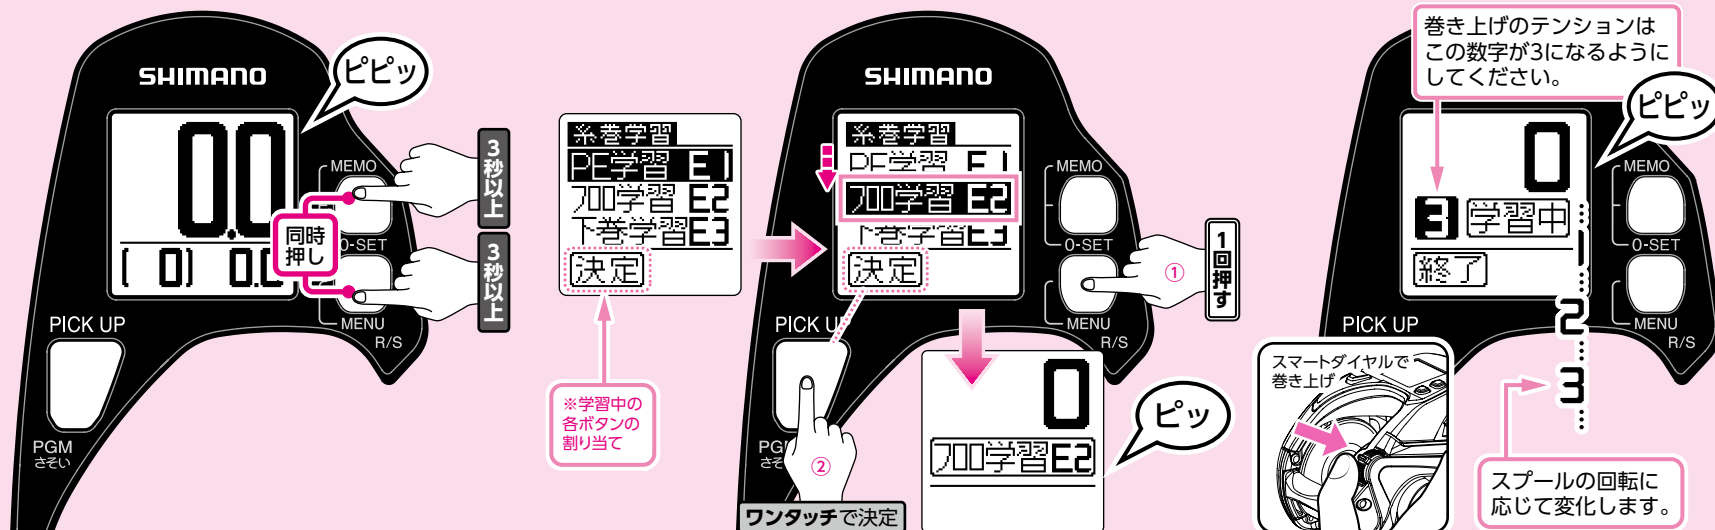 SHIMANO
ピピッ
0.0
[ 0] 0.0
MEMO
0-SET
MENU
R/S
PICK UP
PGM
さそい
同時
押し
3秒以上
3秒以上
糸巻学習
PE学習 E1
フロロ学習 E2
下巻学習 E3
決定
※学習中の
各ボタンの
割り当て
SHIMANO
糸巻学習
PE学習 E1
フロロ学習 E2
下巻学習 E3
決定
MEMO
0-SET
MENU
R/S
①
1回押す
PICK UP
PGM
さそい
②
ワンタッチで決定
0
フロロ学習 E2
ピッ
巻き上げのテンションは
この数字が3になるように
してください。
ピピッ
0
3 学習中
終了
MEMO
0-SET
MENU
R/S
PICK UP
1
2
3
スマートダイヤルで
巻き上げ
スプールの回転に
応じて変化します。